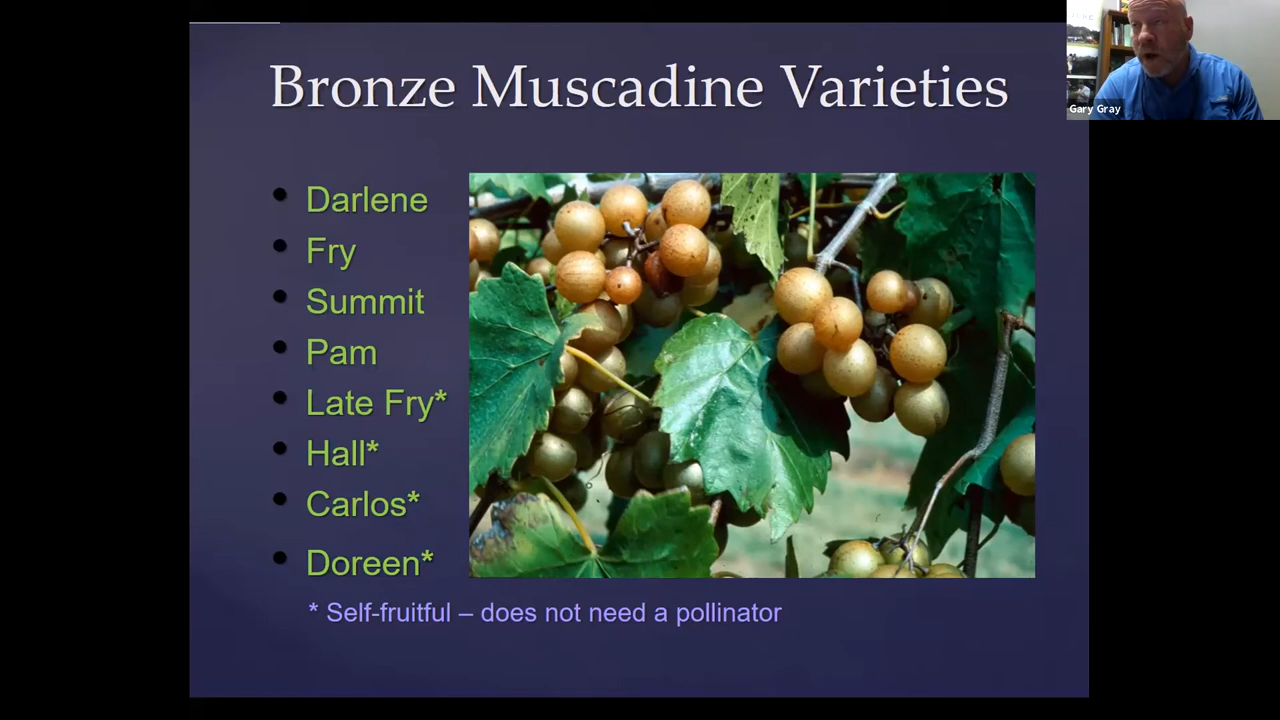 Bronze Muscadine Varieties
Gary Gray
• Darlene
• Fry
• Summit
• Pam
• Late Fry*
• Hall*
• Carlos*
• Doreen*
* Self-fruitful – does not need a pollinator